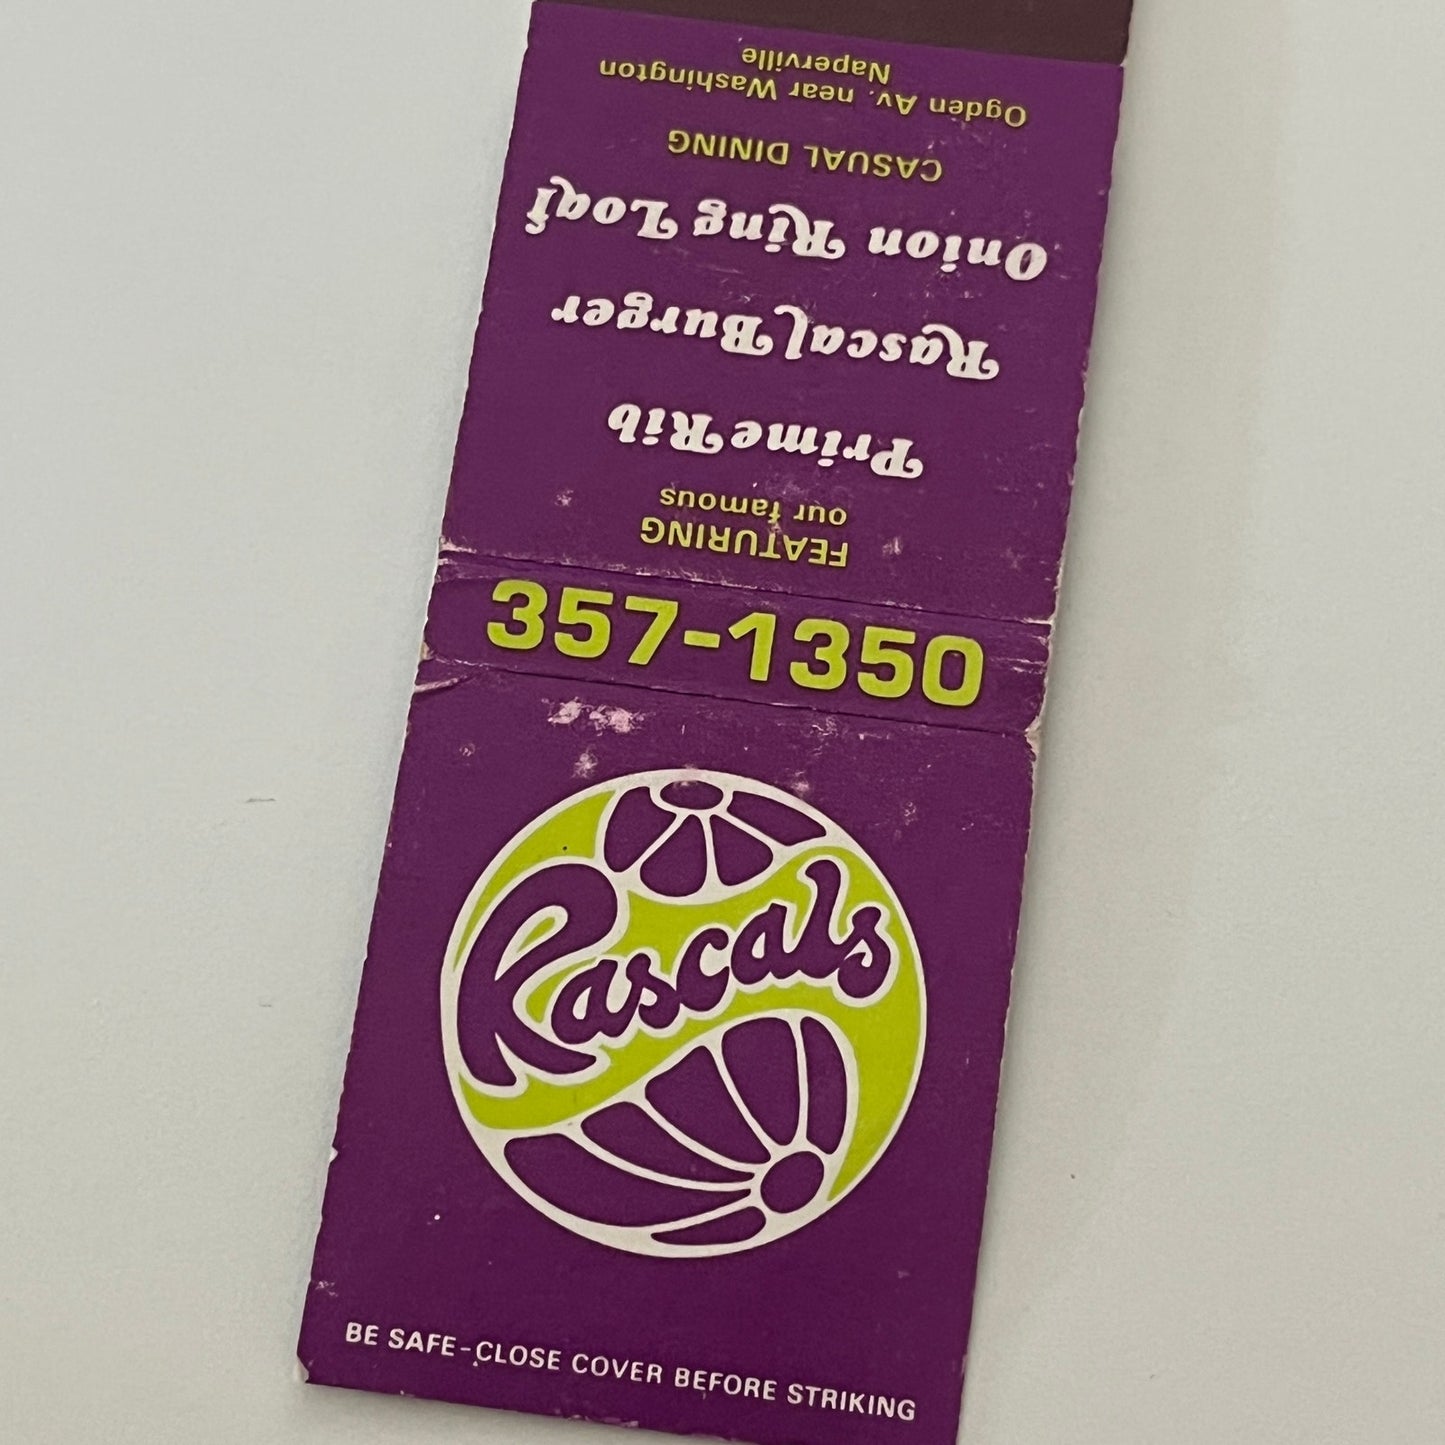 FEATURING
our famous
Prime Rib
Rascal Burger
Onion Ring Loaf
CASUAL DINING
Ogden Av. near Washington
Naperville
357-1350
Rascals
BE SAFE-CLOSE COVER BEFORE STRIKING